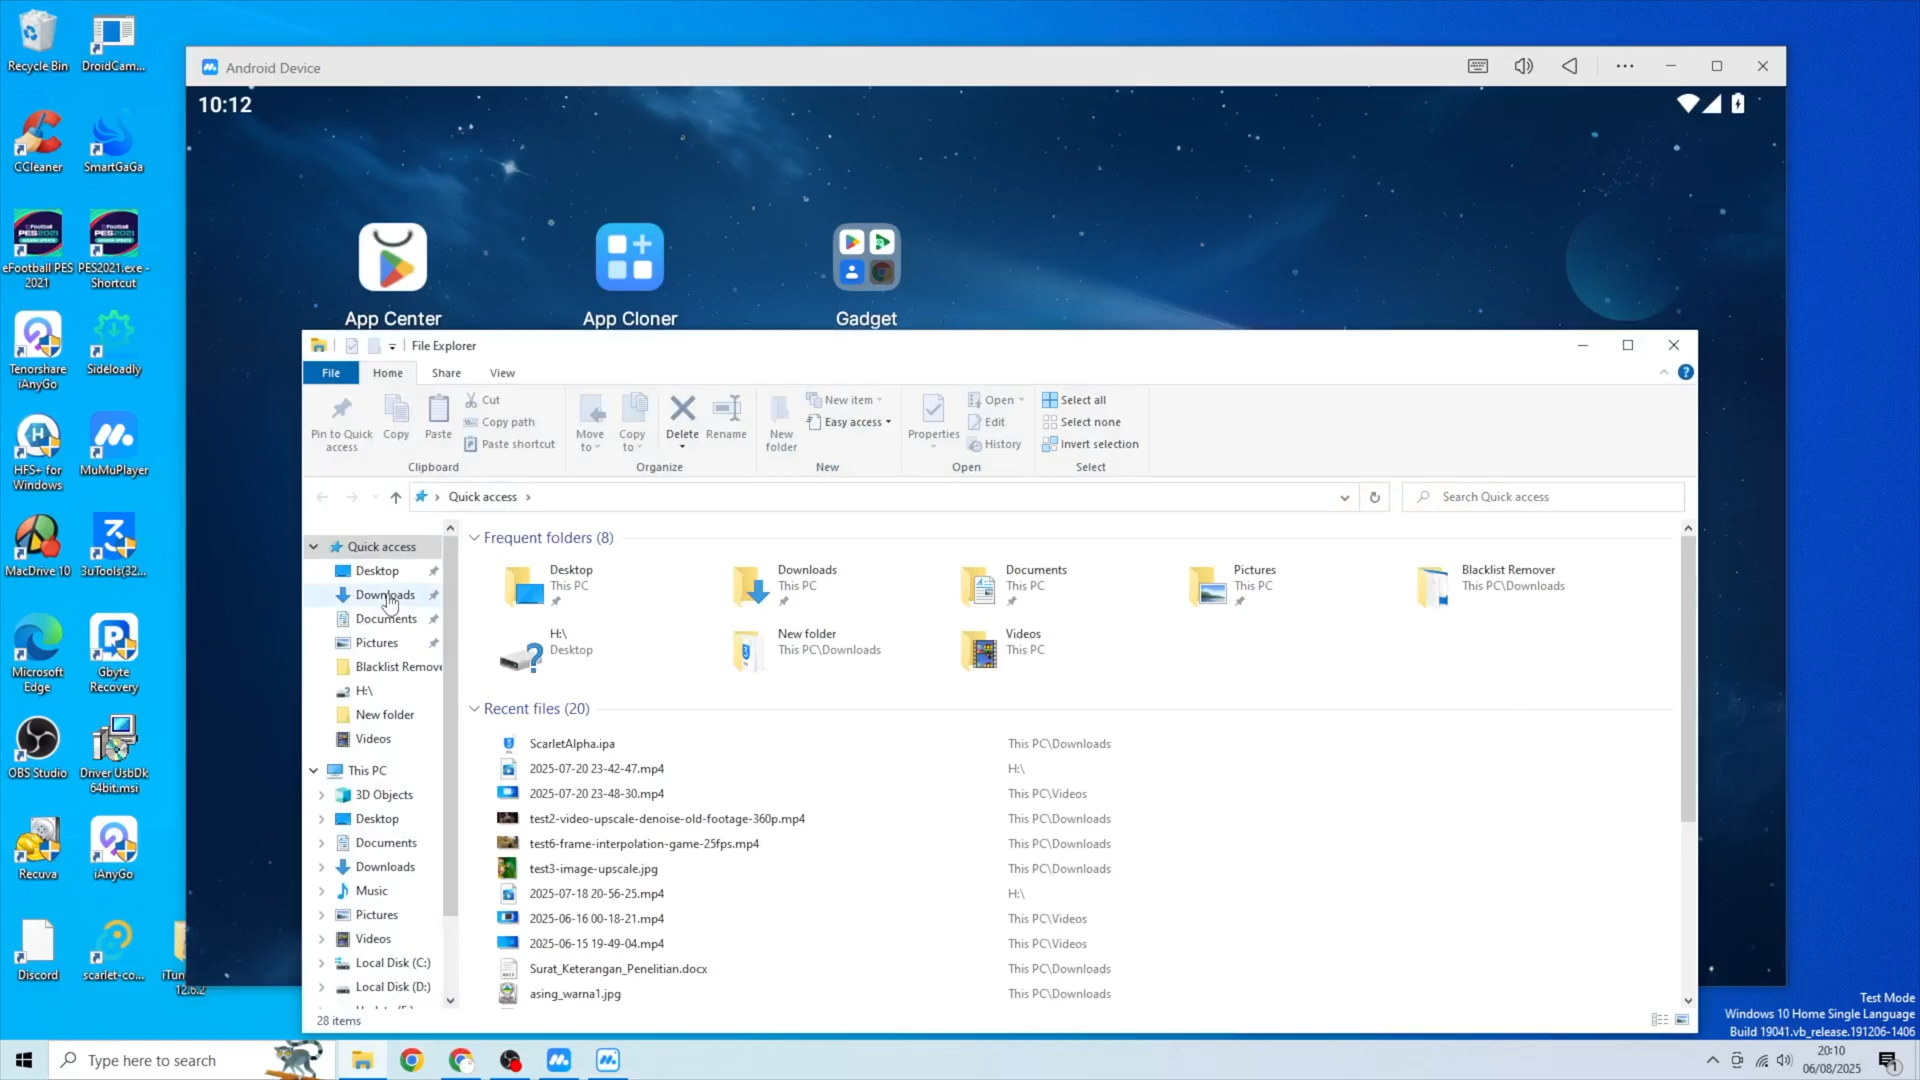 Recycle Bin
DroidCam...
CCleaner
SmartGaGa
eFootball PES
2021
PES2021.exe -
Shortcut
Tenorshare
iAnyGo
Sideloadly
HFS+ for
Windows
MuMuPlayer
MacDrive 10
3uTools(32...
Microsoft
Edge
Gbyte
Recovery
OBS Studio
Driver UsbDk
64bit.msi
Recuva
iAnyGo
Discord
scarlet-co...
iTun
12.6.2
Android Device
10:12
App Center
App Cloner
Gadget
File Explorer
File
Home
Share
View
Pin to Quick
access
Copy
Paste
Cut
Copy path
Paste shortcut
Clipboard
Move
to
Copy
to
Delete
Rename
Organize
New
folder
New item
Easy access
New
Properties
Open
Edit
History
Open
Select all
Select none
Invert selection
Select
Quick access
Search Quick access
Quick access
Desktop
Downloads
Documents
Pictures
Blacklist Remove
H:\
New folder
Videos
This PC
3D Objects
Desktop
Documents
Downloads
Music
Pictures
Videos
Local Disk (C:)
Local Disk (D:)
Frequent folders (8)
Desktop
This PC
Downloads
This PC
Documents
This PC
Pictures
This PC
Blacklist Remover
This PC\Downloads
H:\
Desktop
New folder
This PC\Downloads
Videos
This PC
Recent files (20)
ScarletAlpha.ipa This PC\Downloads
2025-07-20 23-42-47.mp4 H:\
2025-07-20 23-48-30.mp4 This PC\Videos
test2-video-upscale-denoise-old-footage-360p.mp4 This PC\Downloads
test6-frame-interpolation-game-25fps.mp4 This PC\Downloads
test3-image-upscale.jpg This PC\Downloads
2025-07-18 20-56-25.mp4 H:\
2025-06-16 00-18-21.mp4 This PC\Videos
2025-06-15 19-49-04.mp4 This PC\Videos
Surat_Keterangan_Penelitian.docx This PC\Downloads
asing_warna1.jpg This PC\Downloads
28 items
Test Mode
Windows 10 Home Single Language
Build 19041.vb_release.191206-1406
Type here to search
20:10
06/08/2025